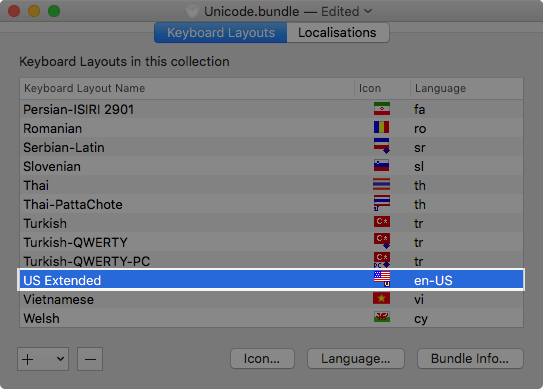 Unicode.bundle — Edited
Keyboard Layouts Localisations
Keyboard Layouts in this collection
Keyboard Layout Name Icon Language
Persian-ISIRI 2901 fa
Romanian ro
Serbian-Latin sr
Slovenian sl
Thai th
Thai-PattaChote th
Turkish tr
Turkish-QWERTY tr
Turkish-QWERTY-PC PC tr
US Extended U en-US
Vietnamese vi
Welsh cy
+ − Icon... Language... Bundle Info...